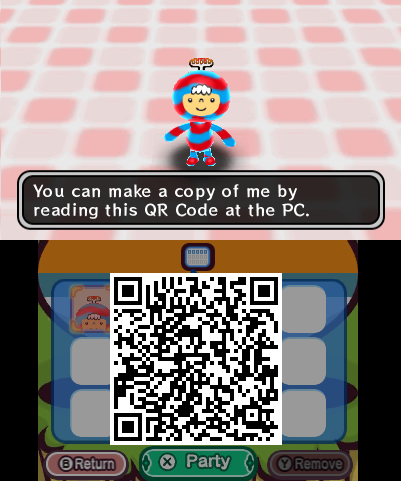 You can make a copy of me by
reading this QR Code at the PC.
B Return
X Party
Y Remove